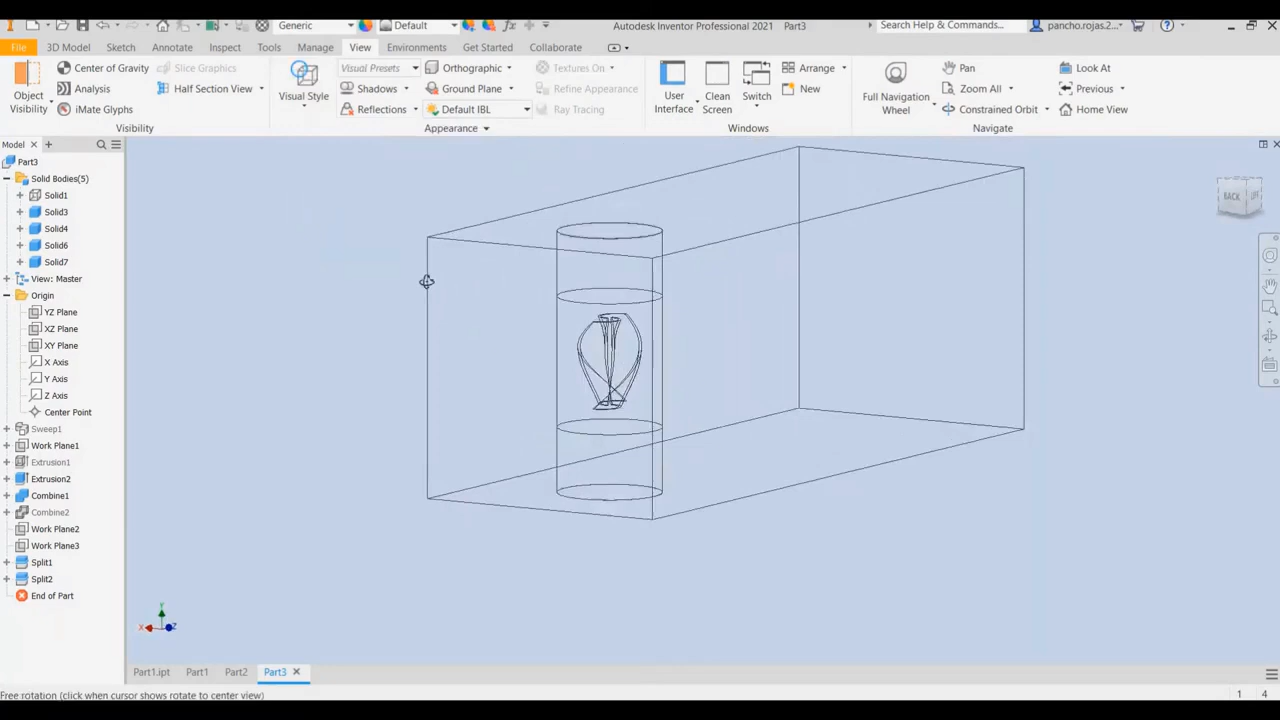 Generic
Default
Autodesk Inventor Professional 2021 Part3
Search Help & Commands...
pancho.rojas.2...
File 3D Model Sketch Annotate Inspect Tools Manage View Environments Get Started Collaborate
Object Visibility
Center of Gravity
Analysis
iMate Glyphs
Slice Graphics
Half Section View
Visibility
Visual Style
Visual Presets
Shadows
Reflections
Orthographic
Ground Plane
Default IBL
Textures On
Refine Appearance
Ray Tracing
Appearance
User Interface
Clean Screen
Switch
Arrange
New
Windows
Full Navigation Wheel
Pan
Zoom All
Constrained Orbit
Look At
Previous
Home View
Navigate
Model
Part3
Solid Bodies(5)
Solid1
Solid3
Solid4
Solid6
Solid7
View: Master
Origin
YZ Plane
XZ Plane
XY Plane
X Axis
Y Axis
Z Axis
Center Point
Sweep1
Work Plane1
Extrusion1
Extrusion2
Combine1
Combine2
Work Plane2
Work Plane3
Split1
Split2
End of Part
BACK
Y
X
Z
Part1.ipt Part1 Part2 Part3
Free rotation (click when cursor shows rotate to center view)
1 4